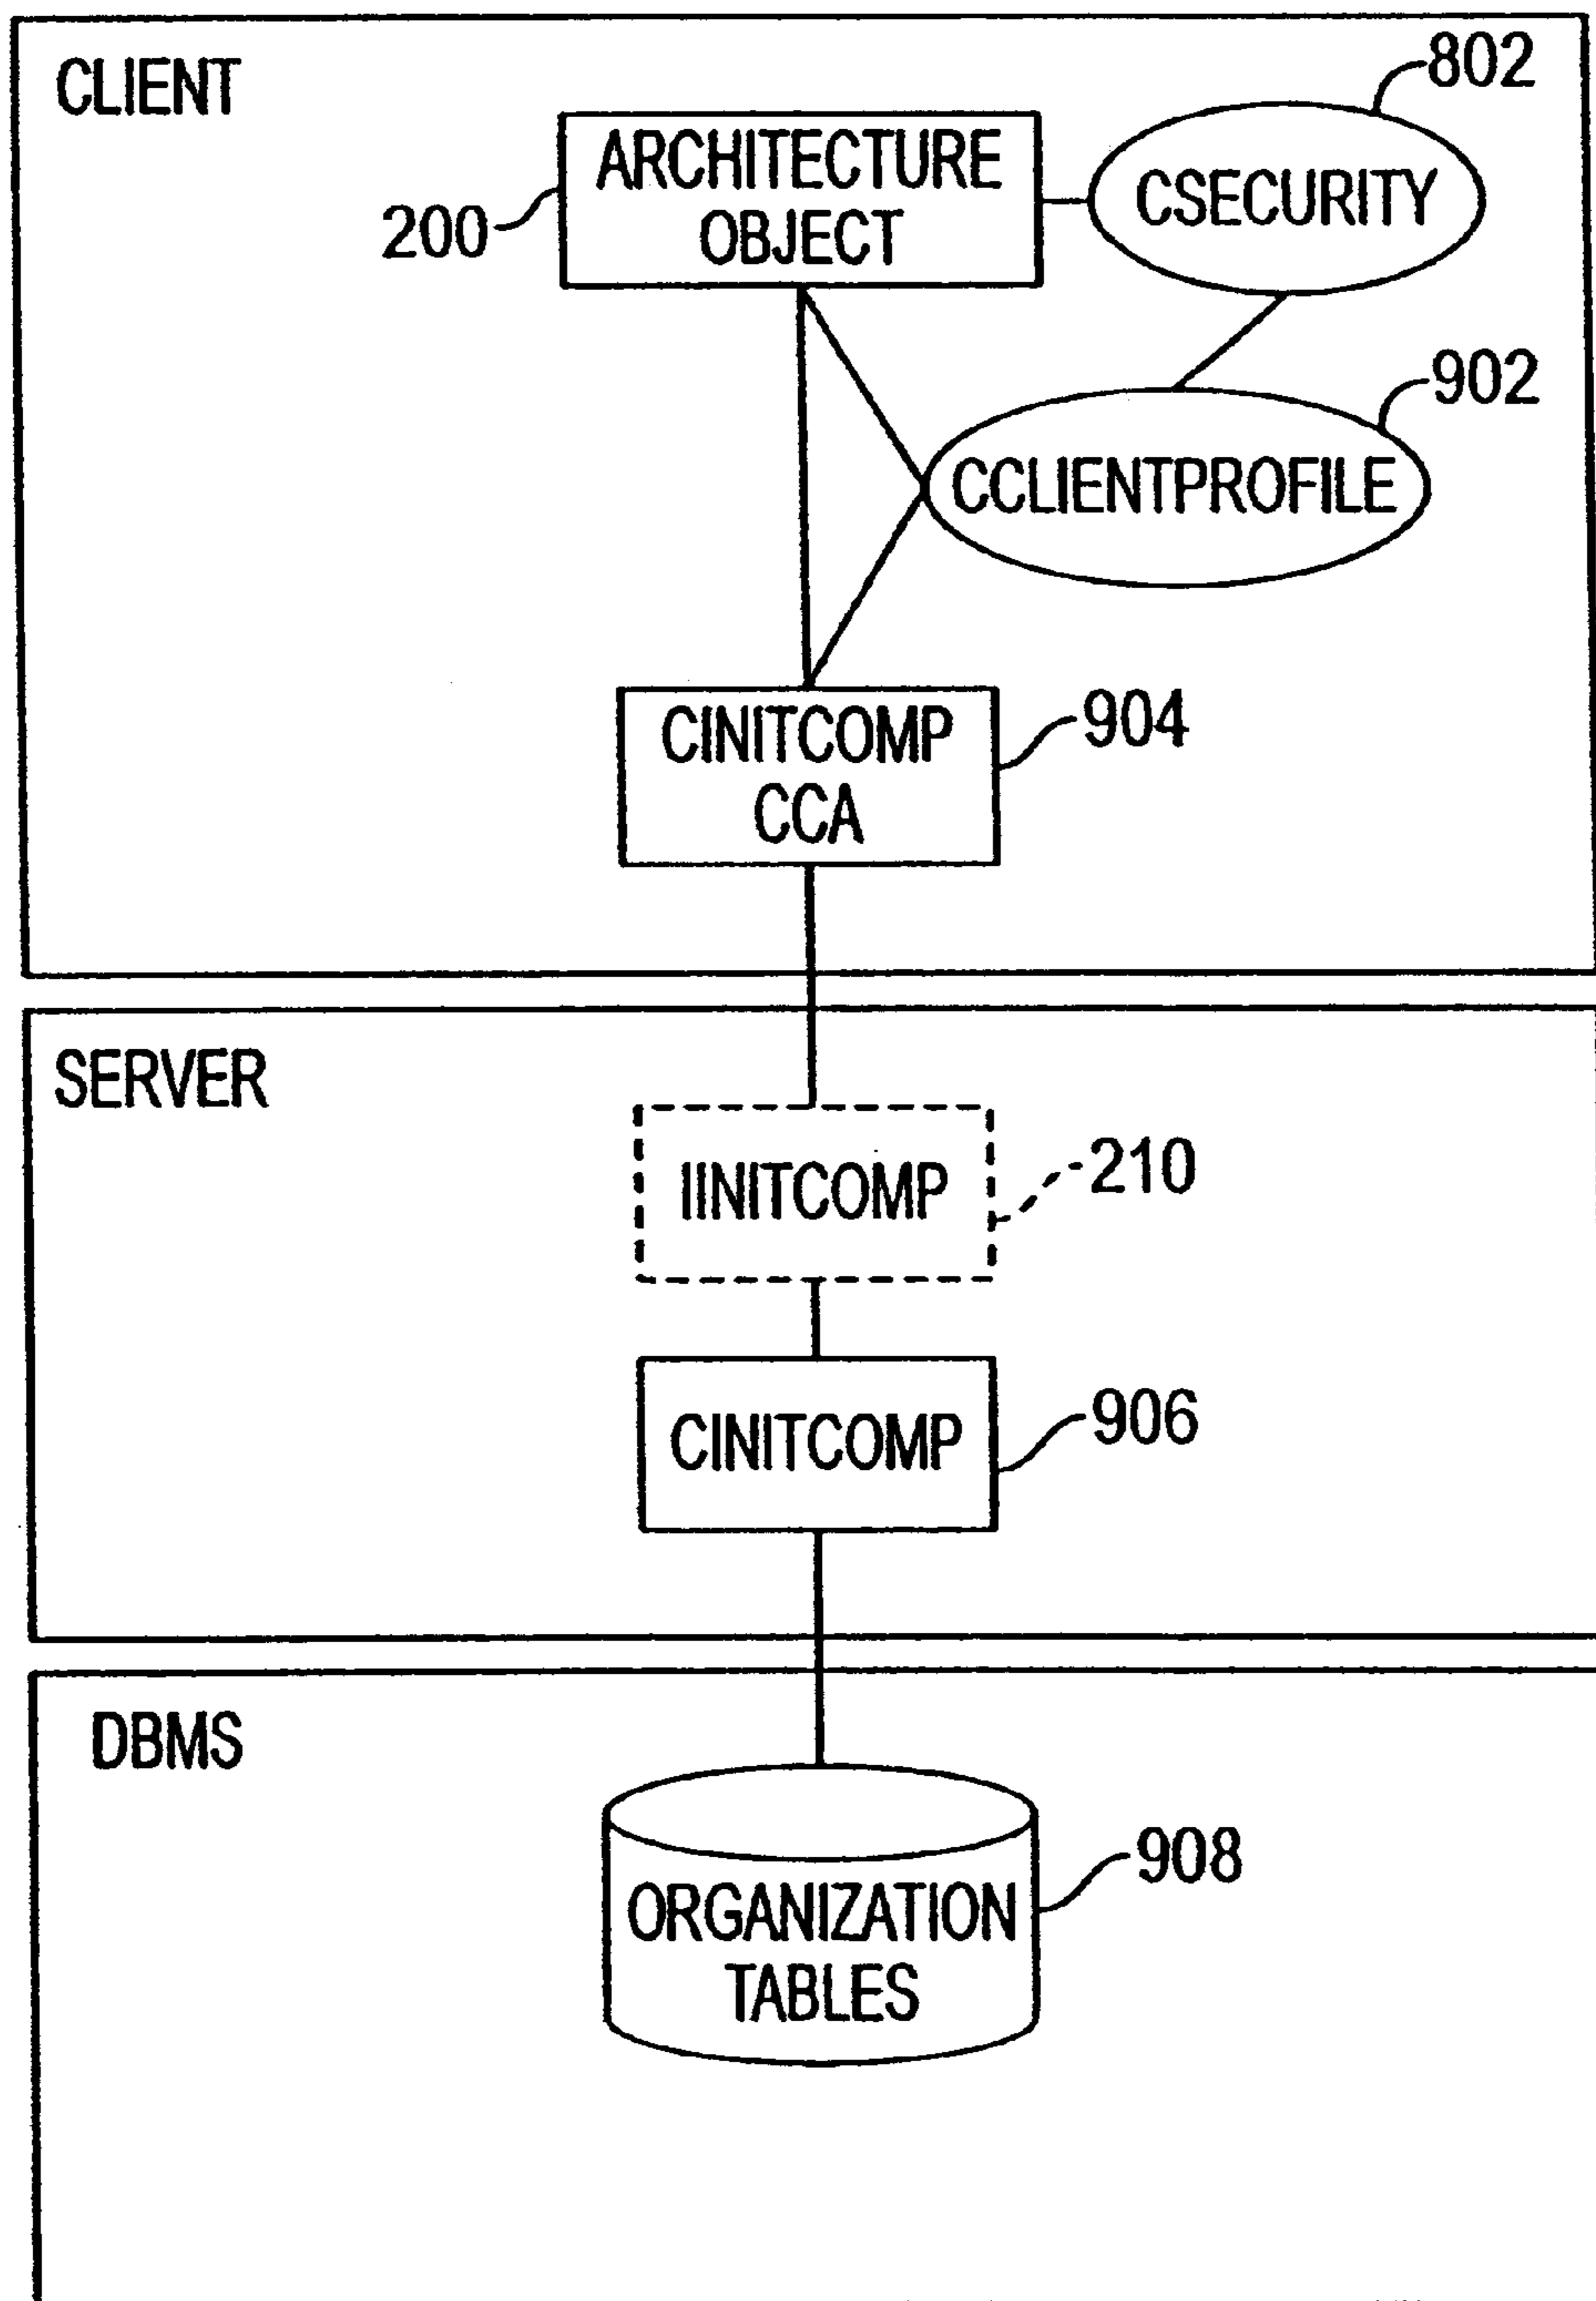 CLIENT
802
ARCHITECTURE
OBJECT
CSECURITY
200
902
CCLIENTPROFILE
CINITCOMP
CCA
904
SERVER
IINITCOMP
210
CINITCOMP
906
DBMS
ORGANIZATION
TABLES
908